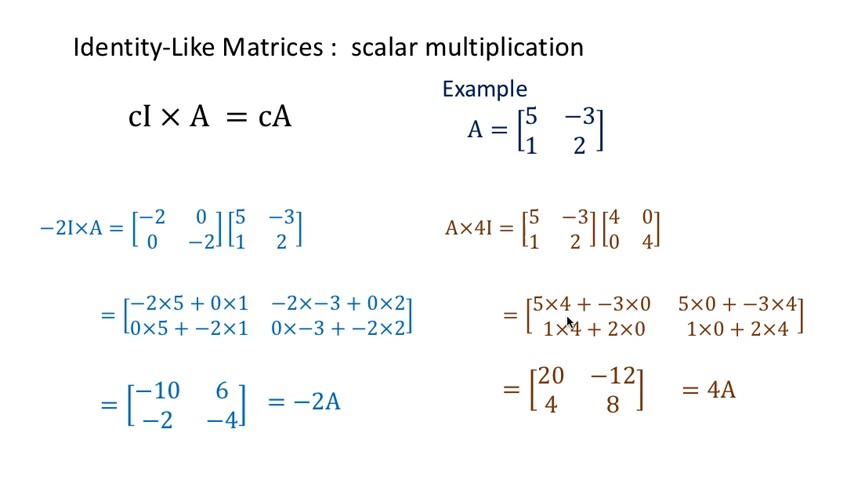 Identity-Like Matrices : scalar multiplication
cI × A = cA
Example
A = [5 −3]
[1 2]
−2I×A = [−2 0][5 −3]
[0 −2][1 2]
= [−2×5 + 0×1 −2×−3 + 0×2]
[0×5 + −2×1 0×−3 + −2×2]
= [−10 6] = −2A
[−2 −4]
A×4I = [5 −3][4 0]
[1 2][0 4]
= [5×4 + −3×0 5×0 + −3×4]
[1×4 + 2×0 1×0 + 2×4]
= [20 −12] = 4A
[4 8]